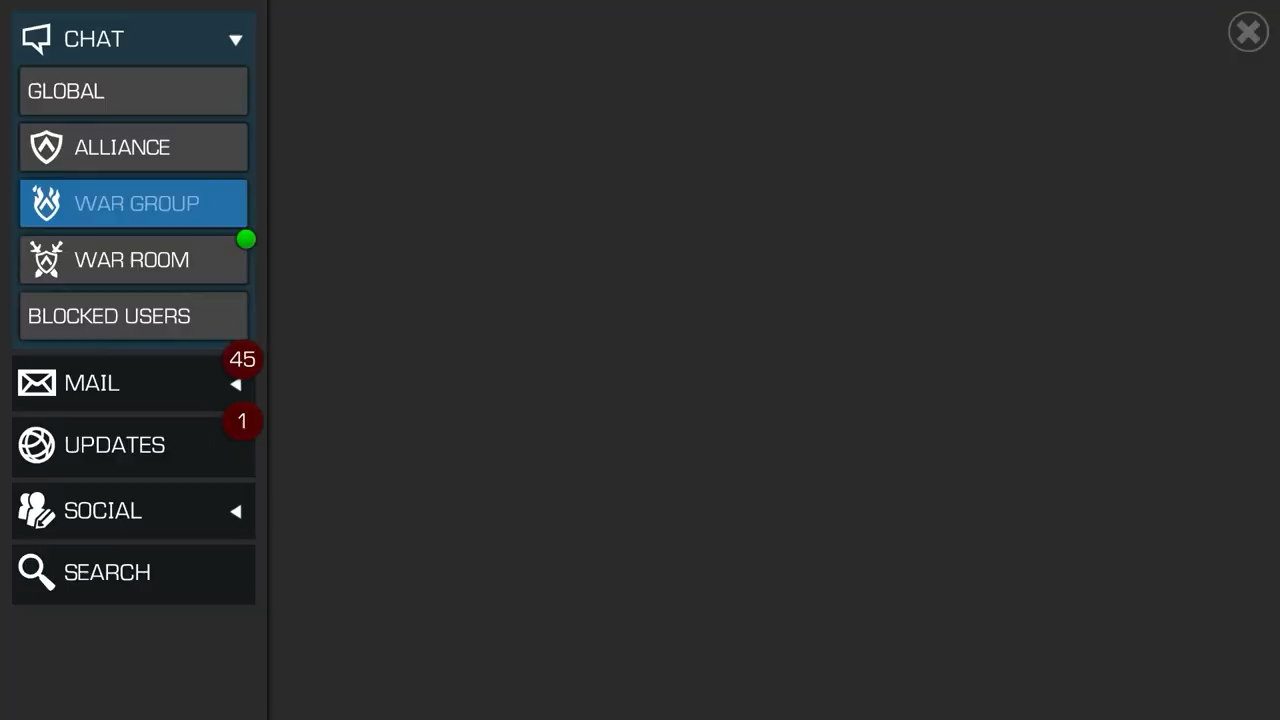 CHAT
GLOBAL
ALLIANCE
WAR GROUP
WAR ROOM
BLOCKED USERS
45
MAIL
1
UPDATES
SOCIAL
SEARCH